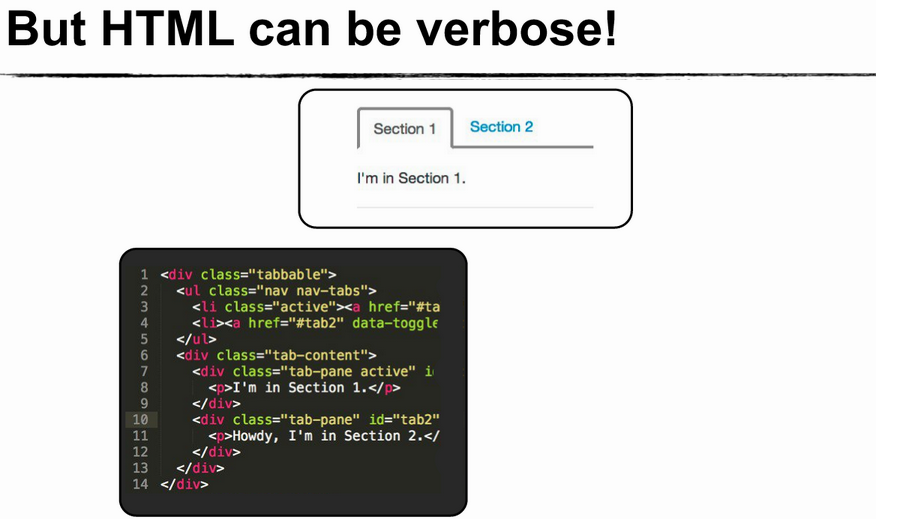 But HTML can be verbose!
Section 1 Section 2
I'm in Section 1.
1 <div class="tabbable">
2 <ul class="nav nav-tabs">
3 <li class="active"><a href="#ta
4 <li><a href="#tab2" data-toggle
5 </ul>
6 <div class="tab-content">
7 <div class="tab-pane active" i
8 <p>I'm in Section 1.</p>
9 </div>
10 <div class="tab-pane" id="tab2"
11 <p>Howdy, I'm in Section 2.</
12 </div>
13 </div>
14 </div>